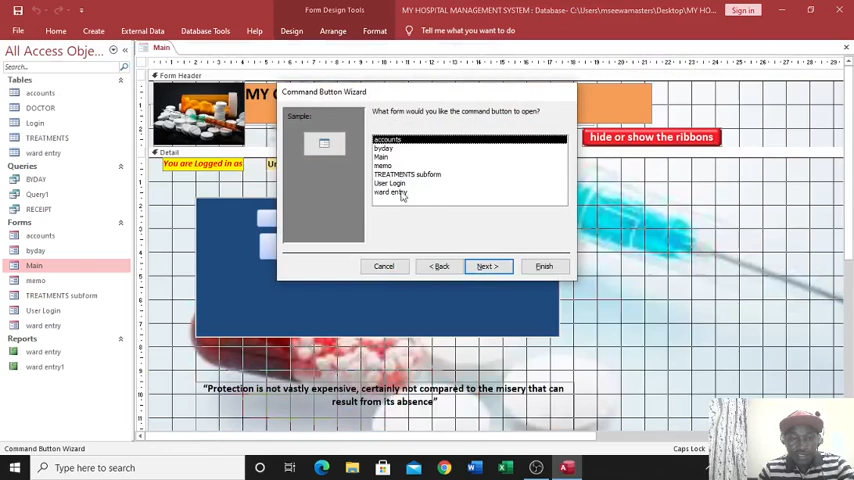 Form Design Tools
MY HOSPITAL MANAGEMENT SYSTEM : Database- C:\Users\mseewamasters\Desktop\MY HO...
Sign in
File
Home
Create
External Data
Database Tools
Help
Design
Arrange
Format
Tell me what you want to do
All Access Obje...
Search...
Tables
accounts
DOCTOR
Login
TREATMENTS
ward entry
Queries
BYDAY
Query1
RECEIPT
Forms
accounts
byday
Main
memo
TREATMENTS subform
User Login
ward entry
Reports
ward entry
ward entry1
Main
Form Header
MY
hide or show the ribbons
Detail
You are Logged in as
Command Button Wizard
Sample:
What form would you like the command button to open?
accounts
byday
Main
memo
TREATMENTS subform
User Login
ward entry
Cancel
< Back
Next >
Finish
“Protection is not vastly expensive, certainly not compared to the misery that can
result from its absence”
Command Button Wizard
Caps Lock
Type here to search